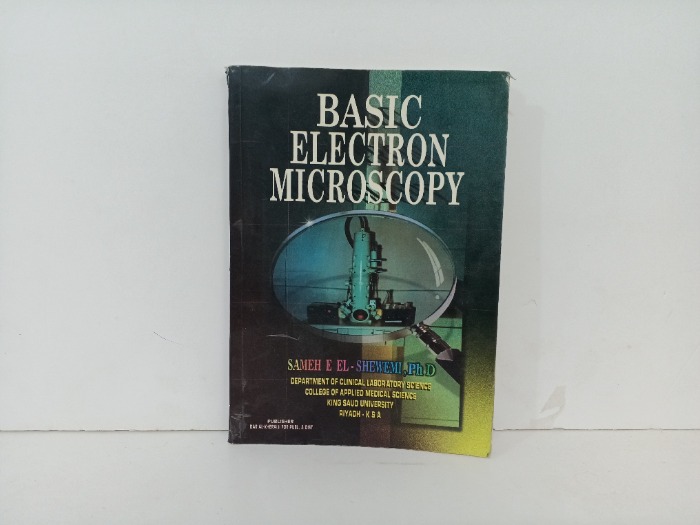 BASIC
ELECTRON
MICROSCOPY
SAMEH E EL-SHEWEMI, Ph.D
DEPARTMENT OF CLINICAL LABORATORY SCIENCE
COLLEGE OF APPLIED MEDICAL SCIENCE
KING SAUD UNIVERSITY
RIYADH - K S A
PUBLISHER